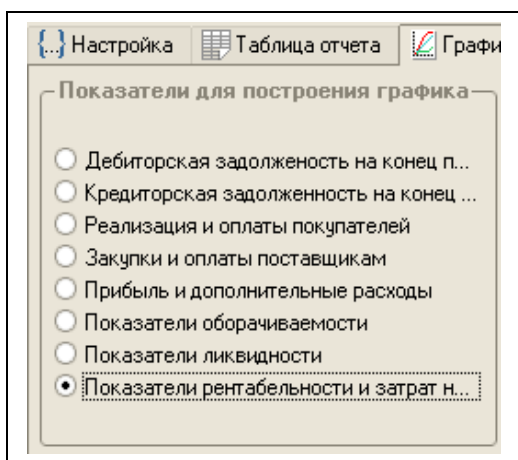 {...} Настройка Таблица отчета Графи
Показатели для построения графика
Дебиторская задолженость на конец п...
Кредиторская задолженность на конец ...
Реализация и оплаты покупателей
Закупки и оплаты поставщикам
Прибыль и дополнительные расходы
Показатели оборачиваемости
Показатели ликвидности
Показатели рентабельности и затрат н...